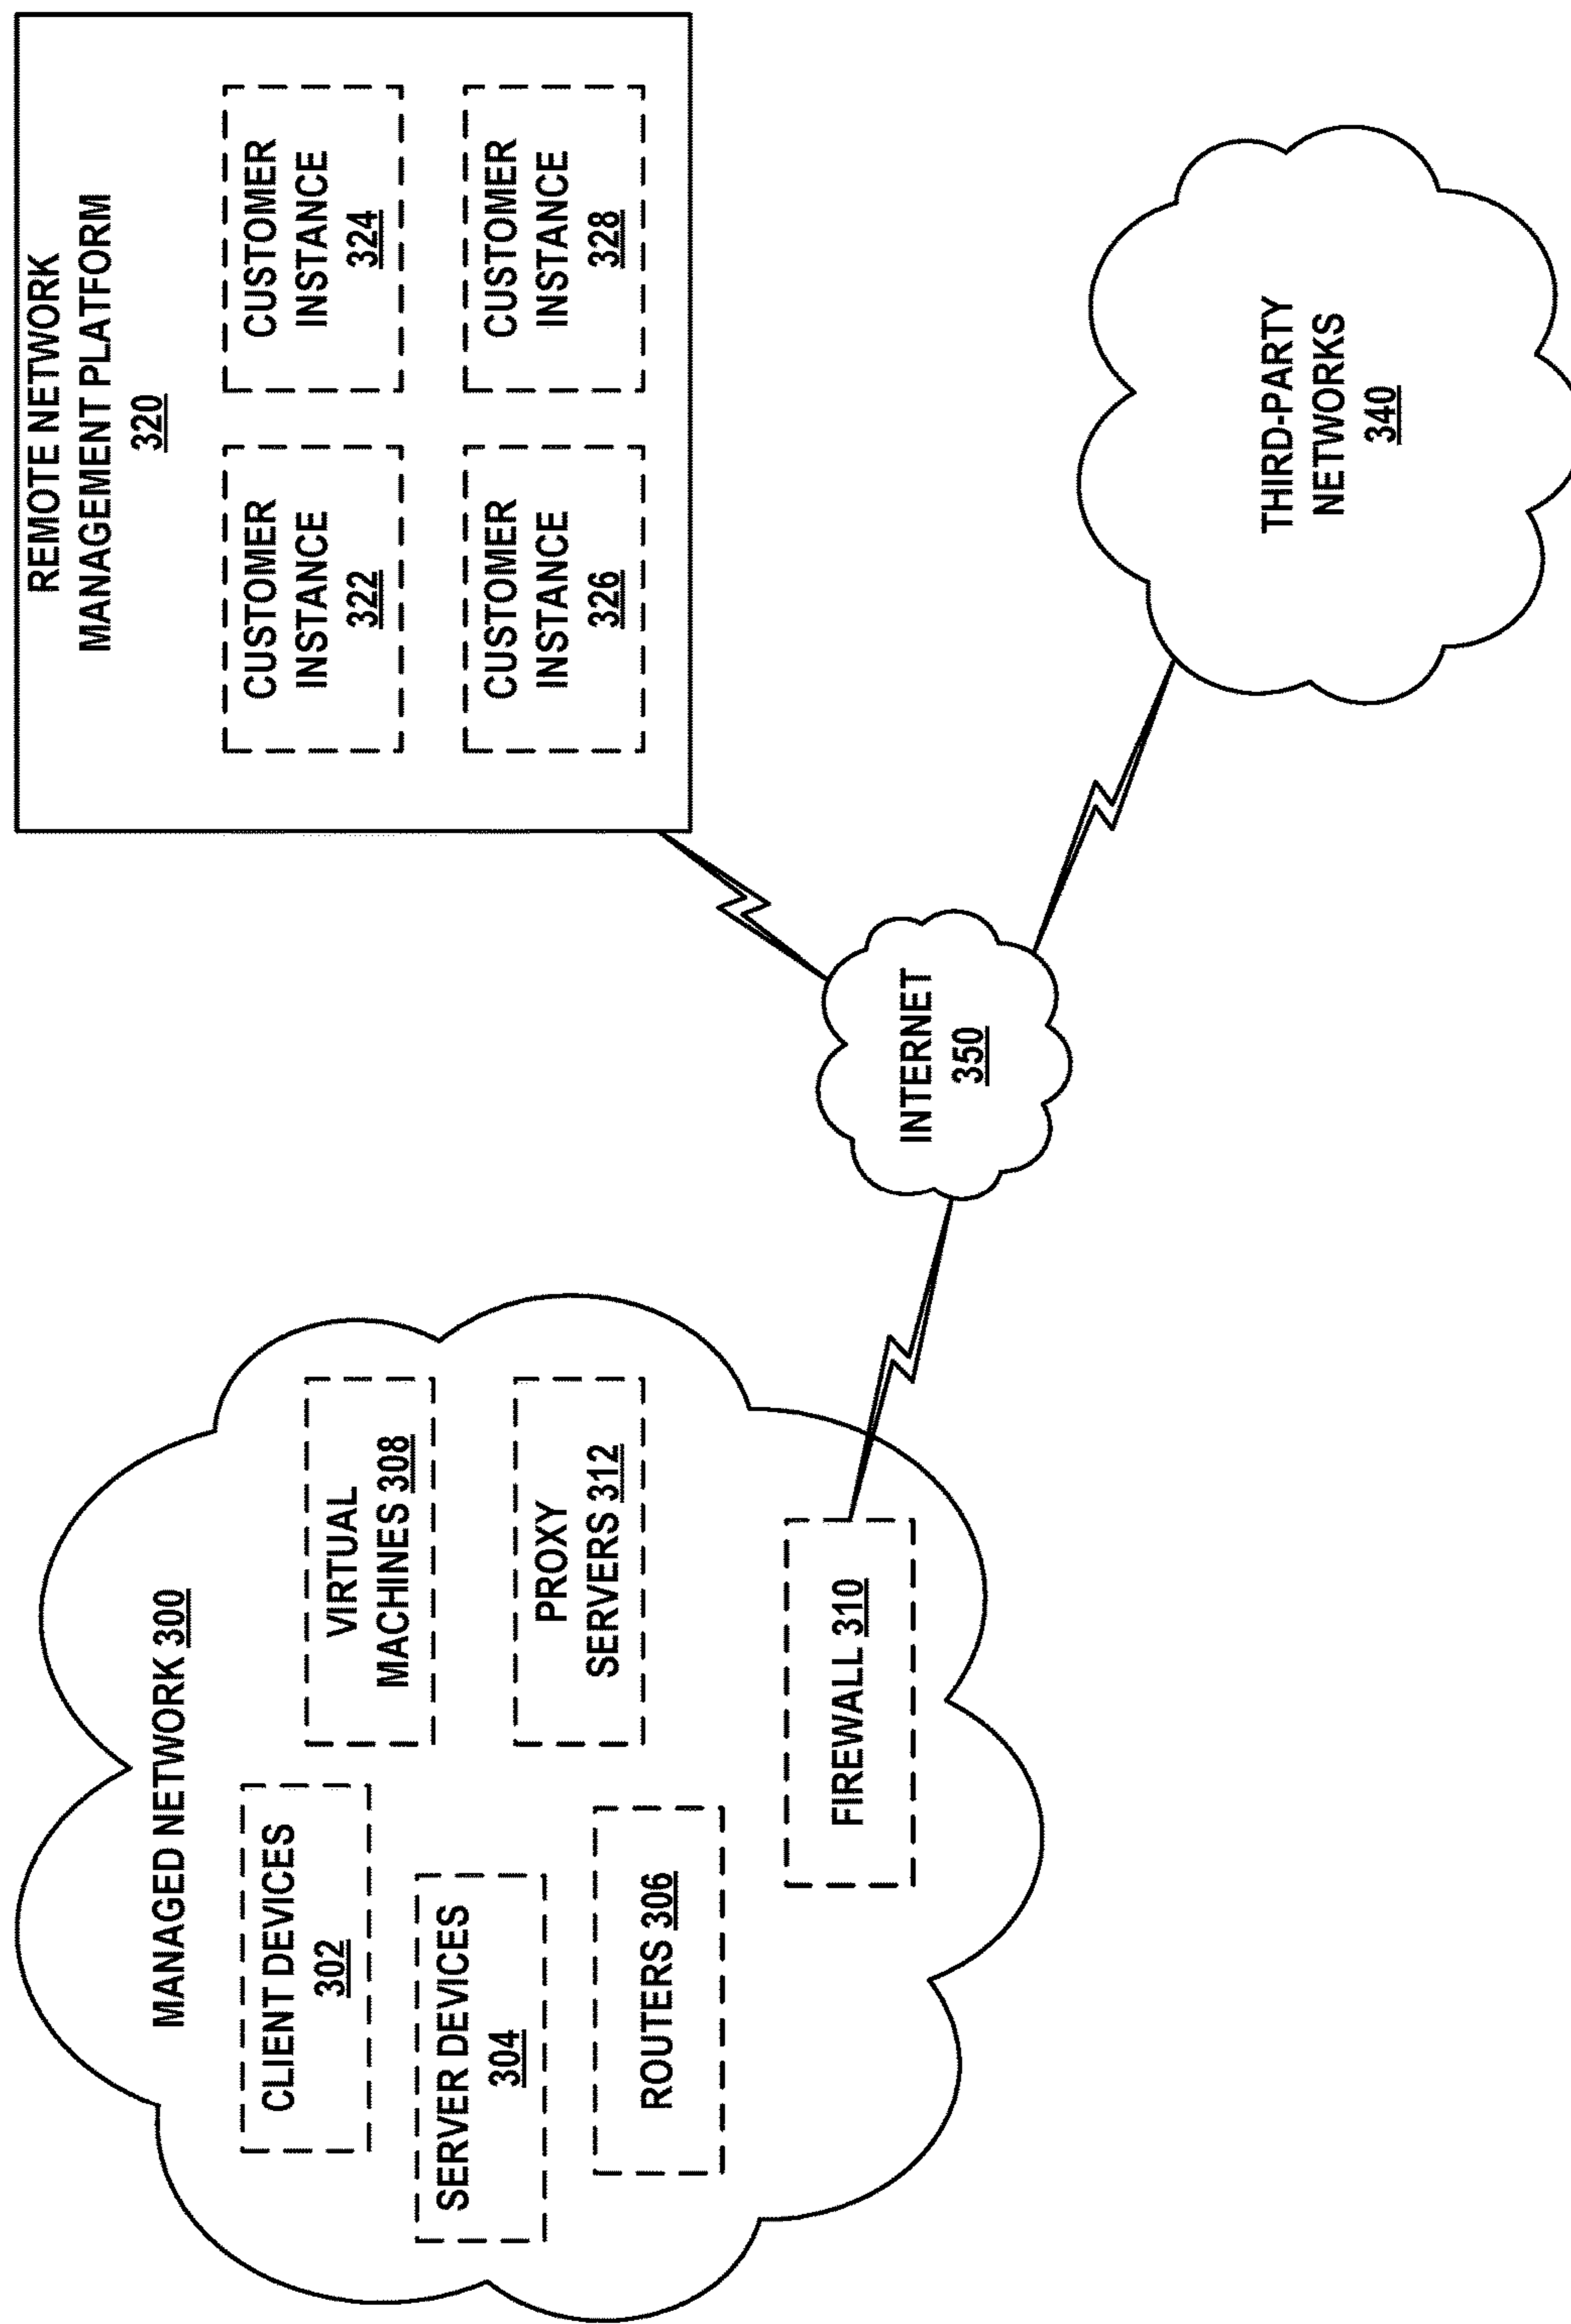 MANAGED NETWORK 300
CLIENT DEVICES
302
SERVER DEVICES
304
ROUTERS 306
VIRTUAL
MACHINES 308
PROXY
SERVERS 312
FIREWALL 310
INTERNET
350
REMOTE NETWORK
MANAGEMENT PLATFORM
320
CUSTOMER
INSTANCE
322
CUSTOMER
INSTANCE
324
CUSTOMER
INSTANCE
326
CUSTOMER
INSTANCE
328
THIRD-PARTY
NETWORKS
340